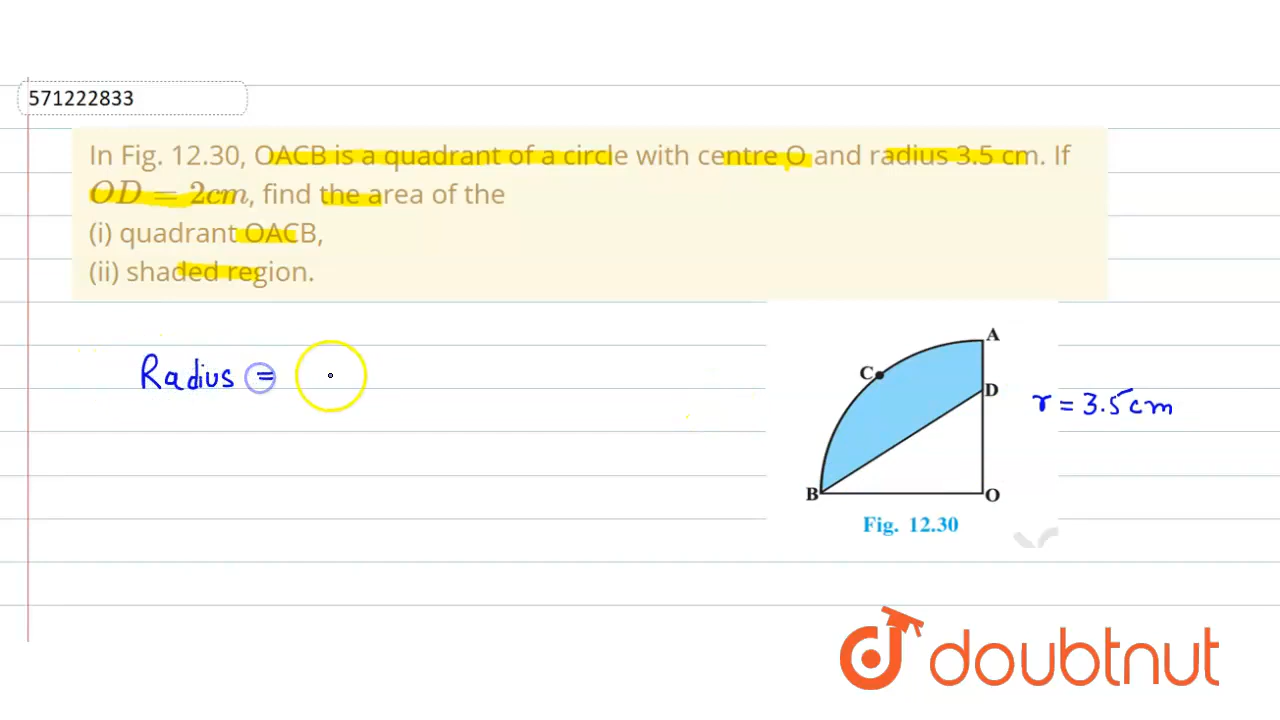 571222833
In Fig. 12.30, OACB is a quadrant of a circle with centre O and radius 3.5 cm. If
OD = 2cm, find the area of the
(i) quadrant OACB,
(ii) shaded region.
Radius =
A
C
D
r = 3.5cm
B
O
Fig. 12.30
doubtnut